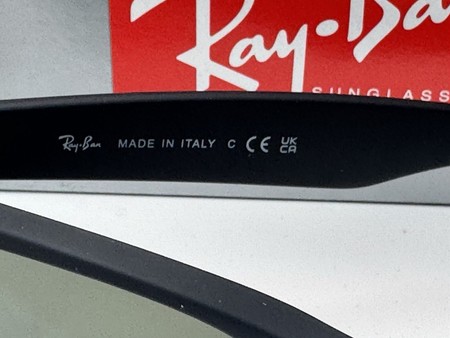 Ray-Ban
SUNGLASS
Ray-Ban MADE IN ITALY C CE UK CA